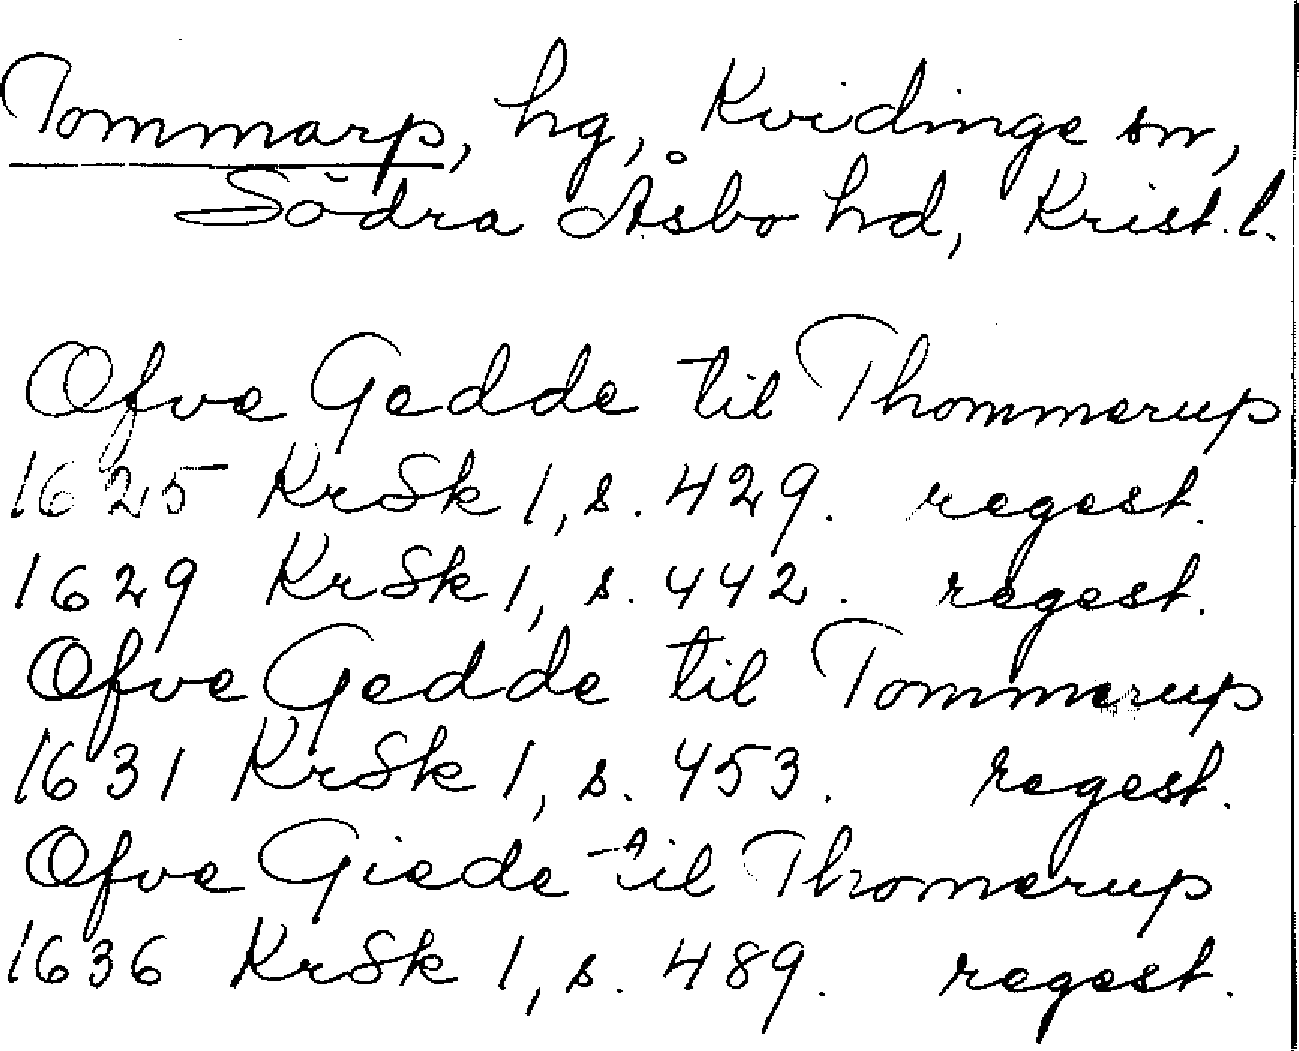 Tommarp, hg, Kvidinge sn,
Södra Åsbo hd, Krist. l.
Ofve Gedde til Thommerup
1625 KrSk 1, s. 429. regest.
1629 KrSk 1, s. 442. regest.
Ofve Gedde til Tommerup
1631 KrSk 1, s. 453. regest.
Ofve Giede til Thomerup
1636 KrSk 1, s. 489. regest.